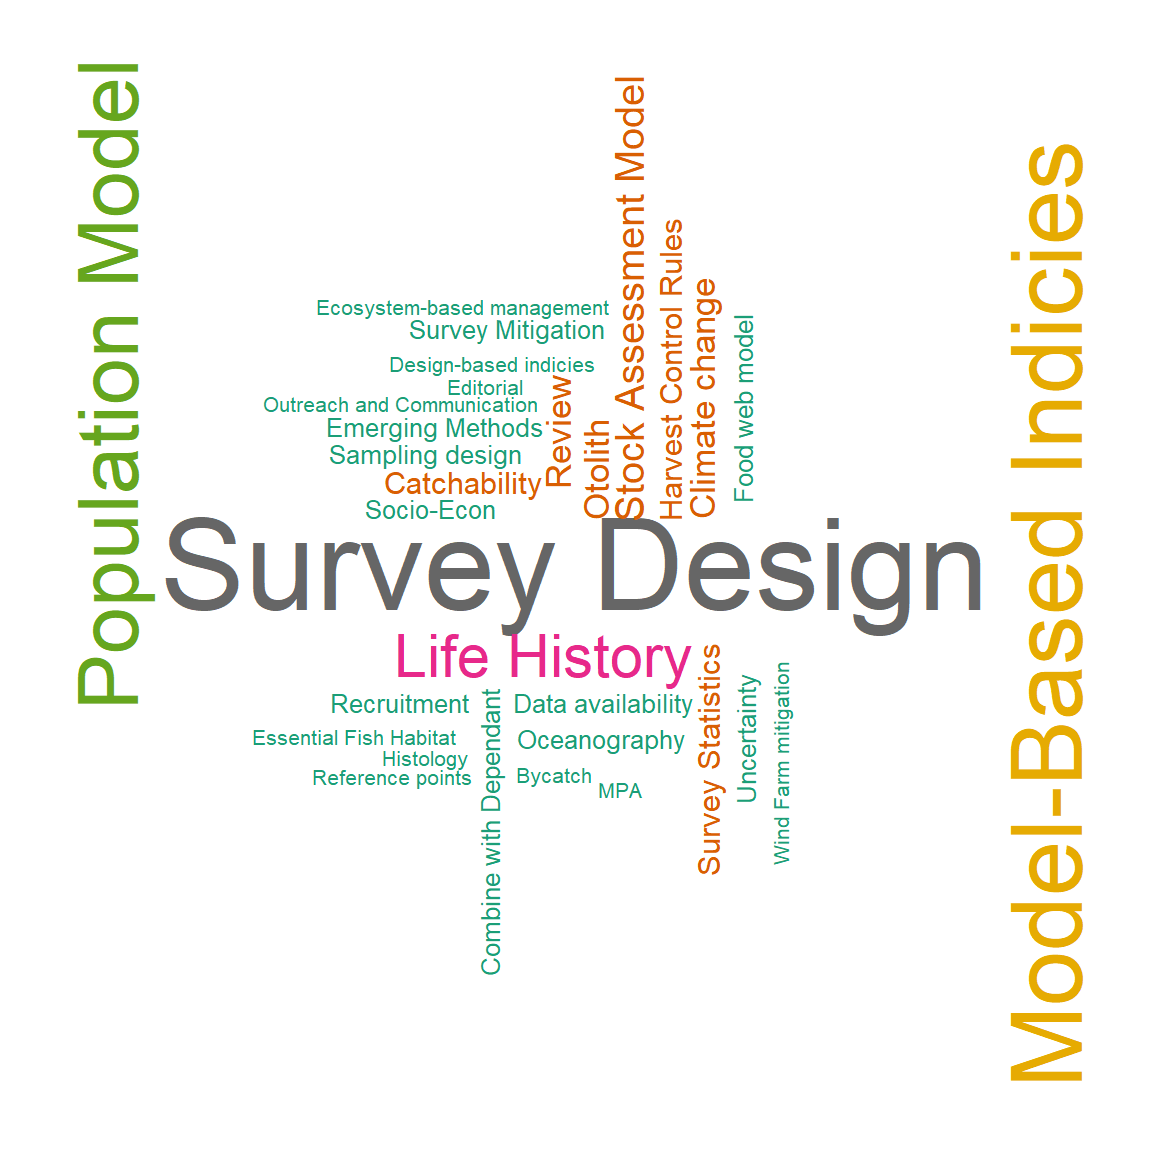 Population Model
Ecosystem-based management
Survey Mitigation
Design-based indicies
Editorial
Outreach and Communication
Emerging Methods
Sampling design
Catchability
Socio-Econ
Review
Otolith
Stock Assessment Model
Harvest Control Rules
Climate change
Food web model
Survey Design
Life History
Recruitment
Data availability
Essential Fish Habitat
Oceanography
Histology
Reference points
Bycatch
MPA
Combine with Dependant
Survey Statistics
Uncertainty
Wind Farm mitigation
Model-Based Indicies